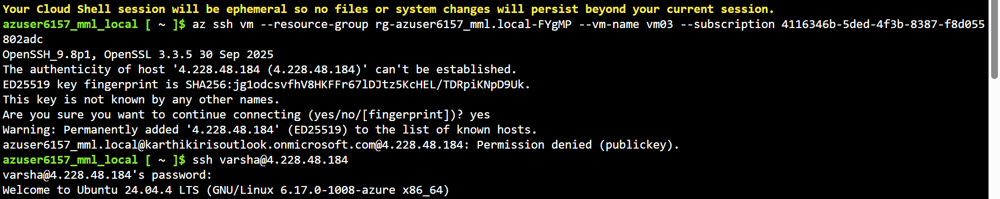 Your Cloud Shell session will be ephemeral so no files or system changes will persist beyond your current session.
azuser6157_mml_local [ ~ ]$ az ssh vm --resource-group rg-azuser6157_mml.local-FYgMP --vm-name vm03 --subscription 4116346b-5ded-4f3b-8387-f8d055
802adc
OpenSSH_9.8p1, OpenSSL 3.3.5 30 Sep 2025
The authenticity of host '4.228.48.184 (4.228.48.184)' can't be established.
ED25519 key fingerprint is SHA256:jg1odcsvfhV8HKFFr67lDJtz5KcHEL/TDRpiKNpD9Uk.
This key is not known by any other names.
Are you sure you want to continue connecting (yes/no/[fingerprint])? yes
Warning: Permanently added '4.228.48.184' (ED25519) to the list of known hosts.
azuser6157_mml.local@karthikirisoutlook.onmicrosoft.com@4.228.48.184: Permission denied (publickey).
azuser6157_mml_local [ ~ ]$ ssh varsha@4.228.48.184
varsha@4.228.48.184's password:
Welcome to Ubuntu 24.04.4 LTS (GNU/Linux 6.17.0-1008-azure x86_64)